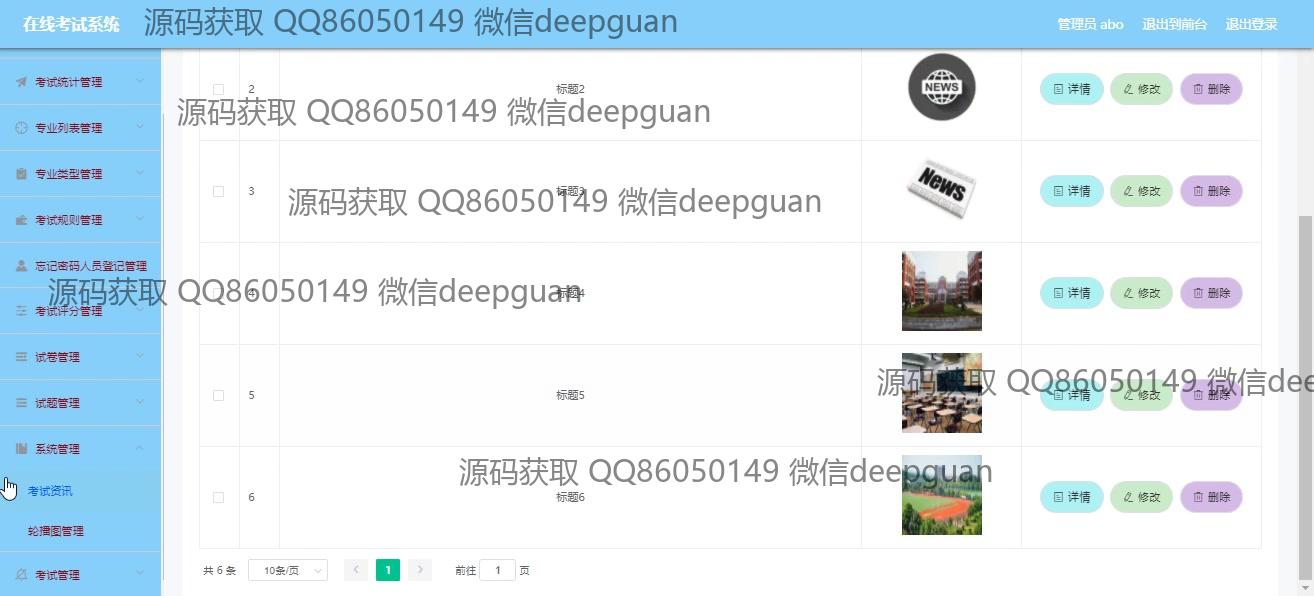 在线考试系统 源码获取 QQ86050149 微信deepguan 管理员 abo 退出到前台 退出登录
考试统计管理
2 标题2 NEWS 详情 修改 删除
源码获取 QQ86050149 微信deepguan
专业列表管理
专业类型管理
3 标题3 News 详情 修改 删除
源码获取 QQ86050149 微信deepguan
考试规则管理
忘记密码人员登记管理
源码获取 QQ86050149 微信deepguan
4 标题4 详情 修改 删除
考试评分管理
试卷管理
源码获取 QQ86050149 微信dee
5 标题5 详情 修改 删除
试题管理
系统管理
源码获取 QQ86050149 微信deepguan
考试资讯
6 标题6 详情 修改 删除
轮播图管理
考试管理
共 6 条 10条/页 1 前往 1 页